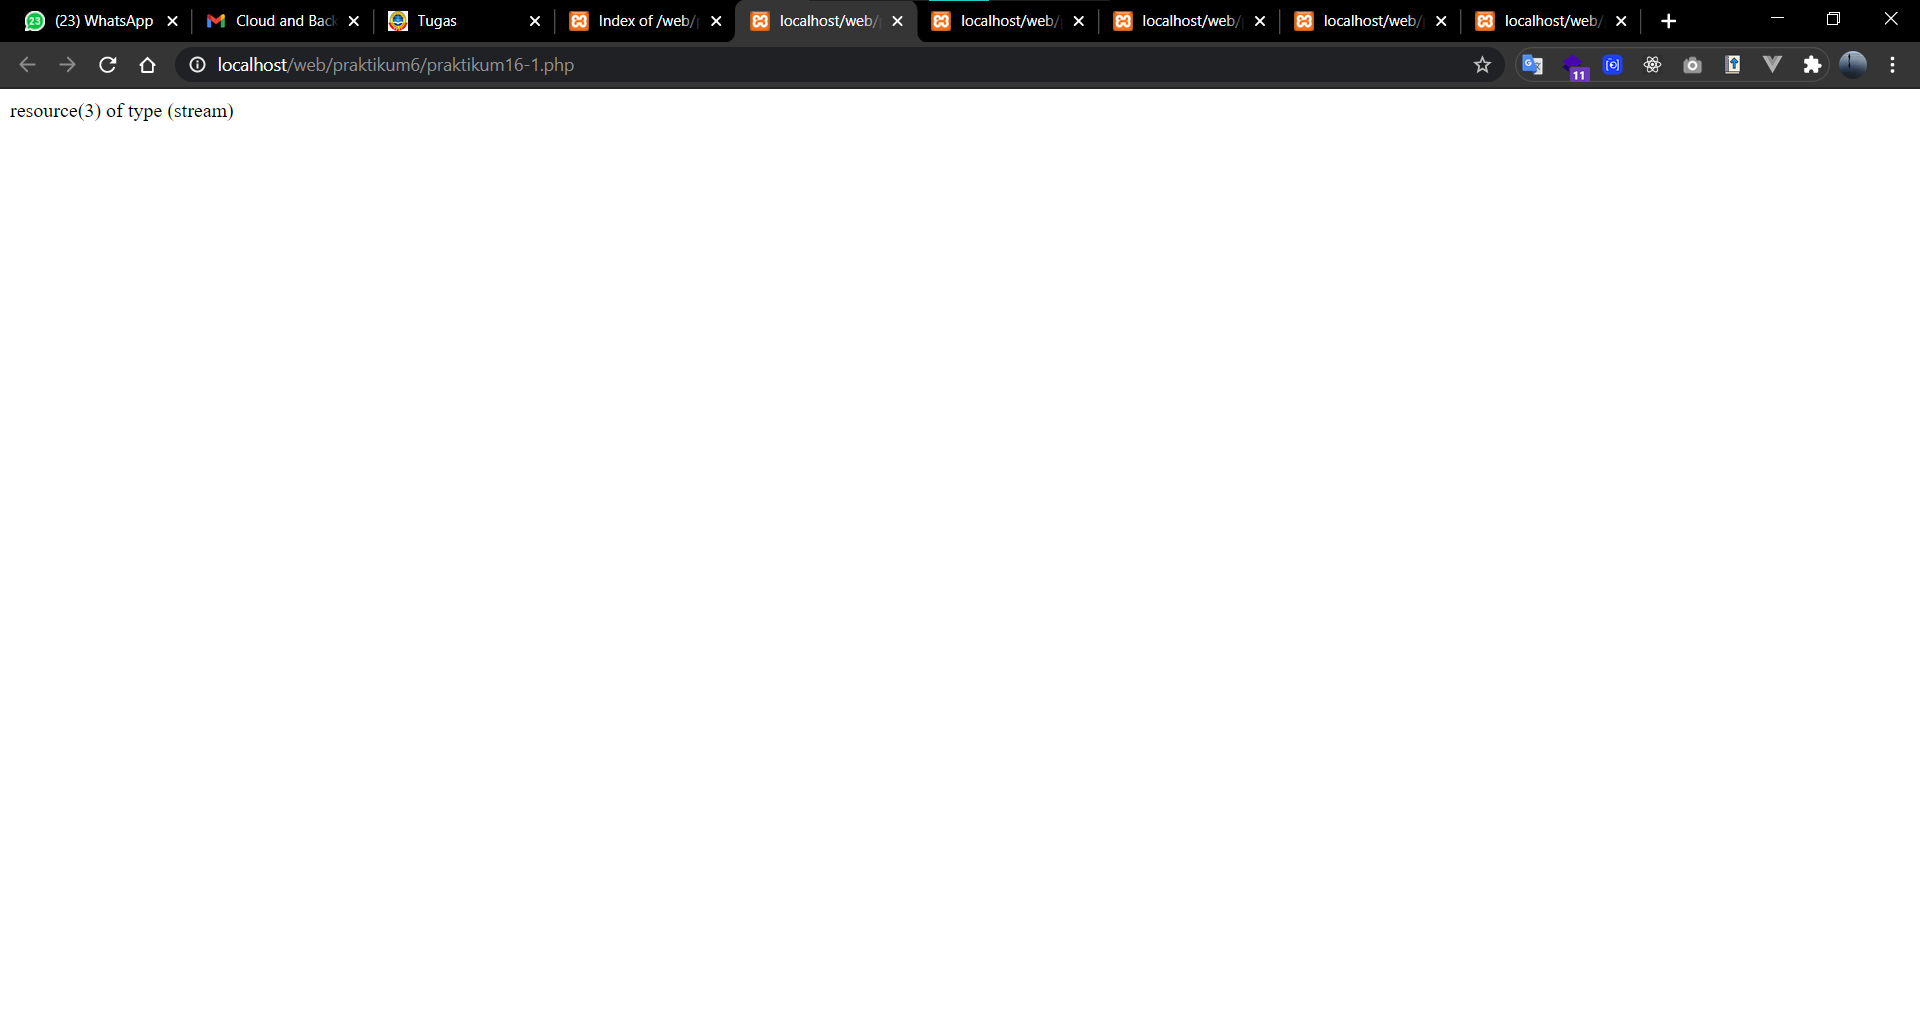 (23) WhatsApp
Cloud and Back
Tugas
Index of /web/p
localhost/web/
localhost/web/
localhost/web/
localhost/web/
localhost/web/
localhost/web/praktikum6/praktikum16-1.php
11
resource(3) of type (stream)